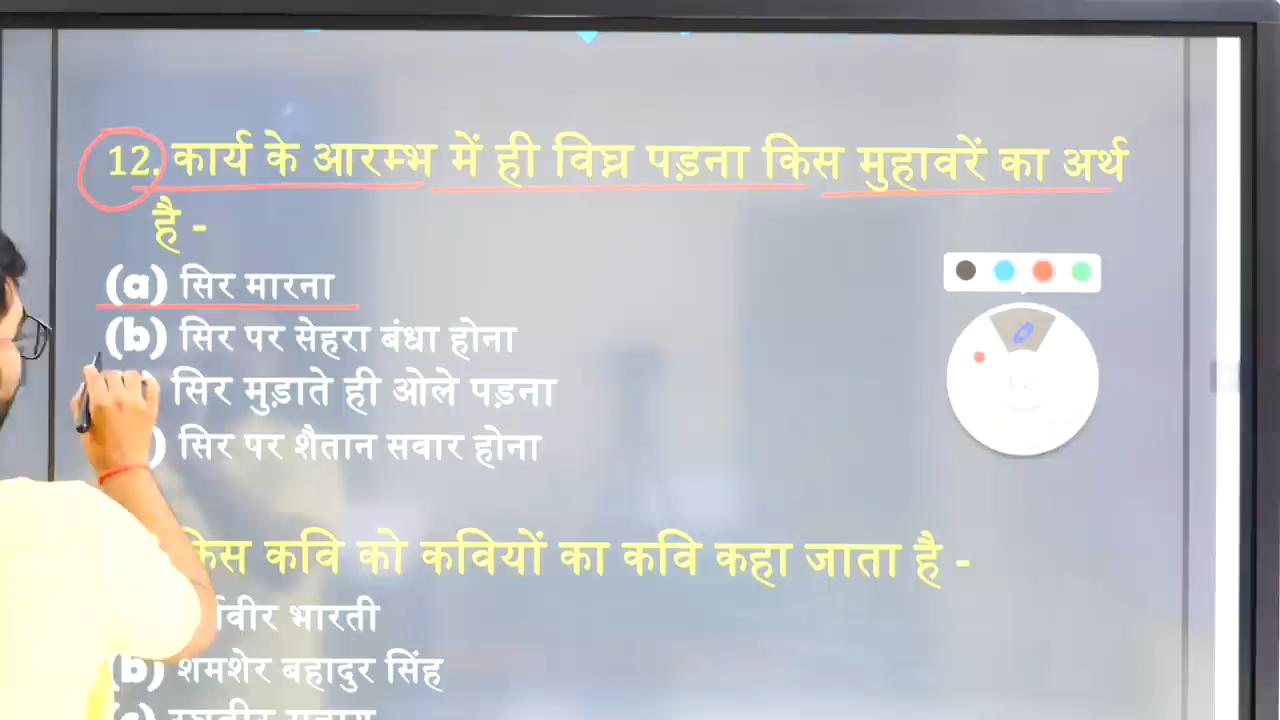 12. कार्य के आरम्भ में ही विघ्न पड़ना किस मुहावरें का अर्थ
है -
(a) सिर मारना
(b) सिर पर सेहरा बंधा होना
) सिर मुड़ाते ही ओले पड़ना
) सिर पर शैतान सवार होना
किस कवि को कवियों का कवि कहा जाता है -
भारती
(b) शमशेर बहादुर सिंह